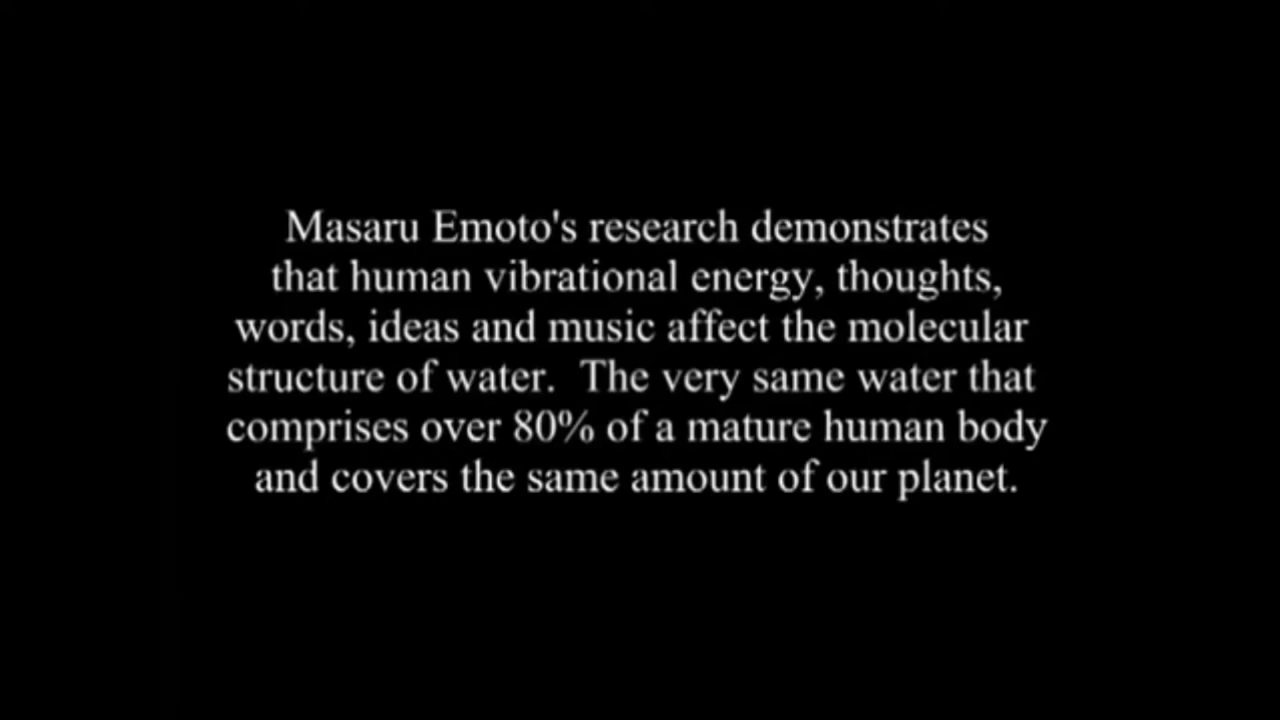 Masaru Emoto's research demonstrates
that human vibrational energy, thoughts,
words, ideas and music affect the molecular
structure of water.  The very same water that
comprises over 80% of a mature human body
and covers the same amount of our planet.